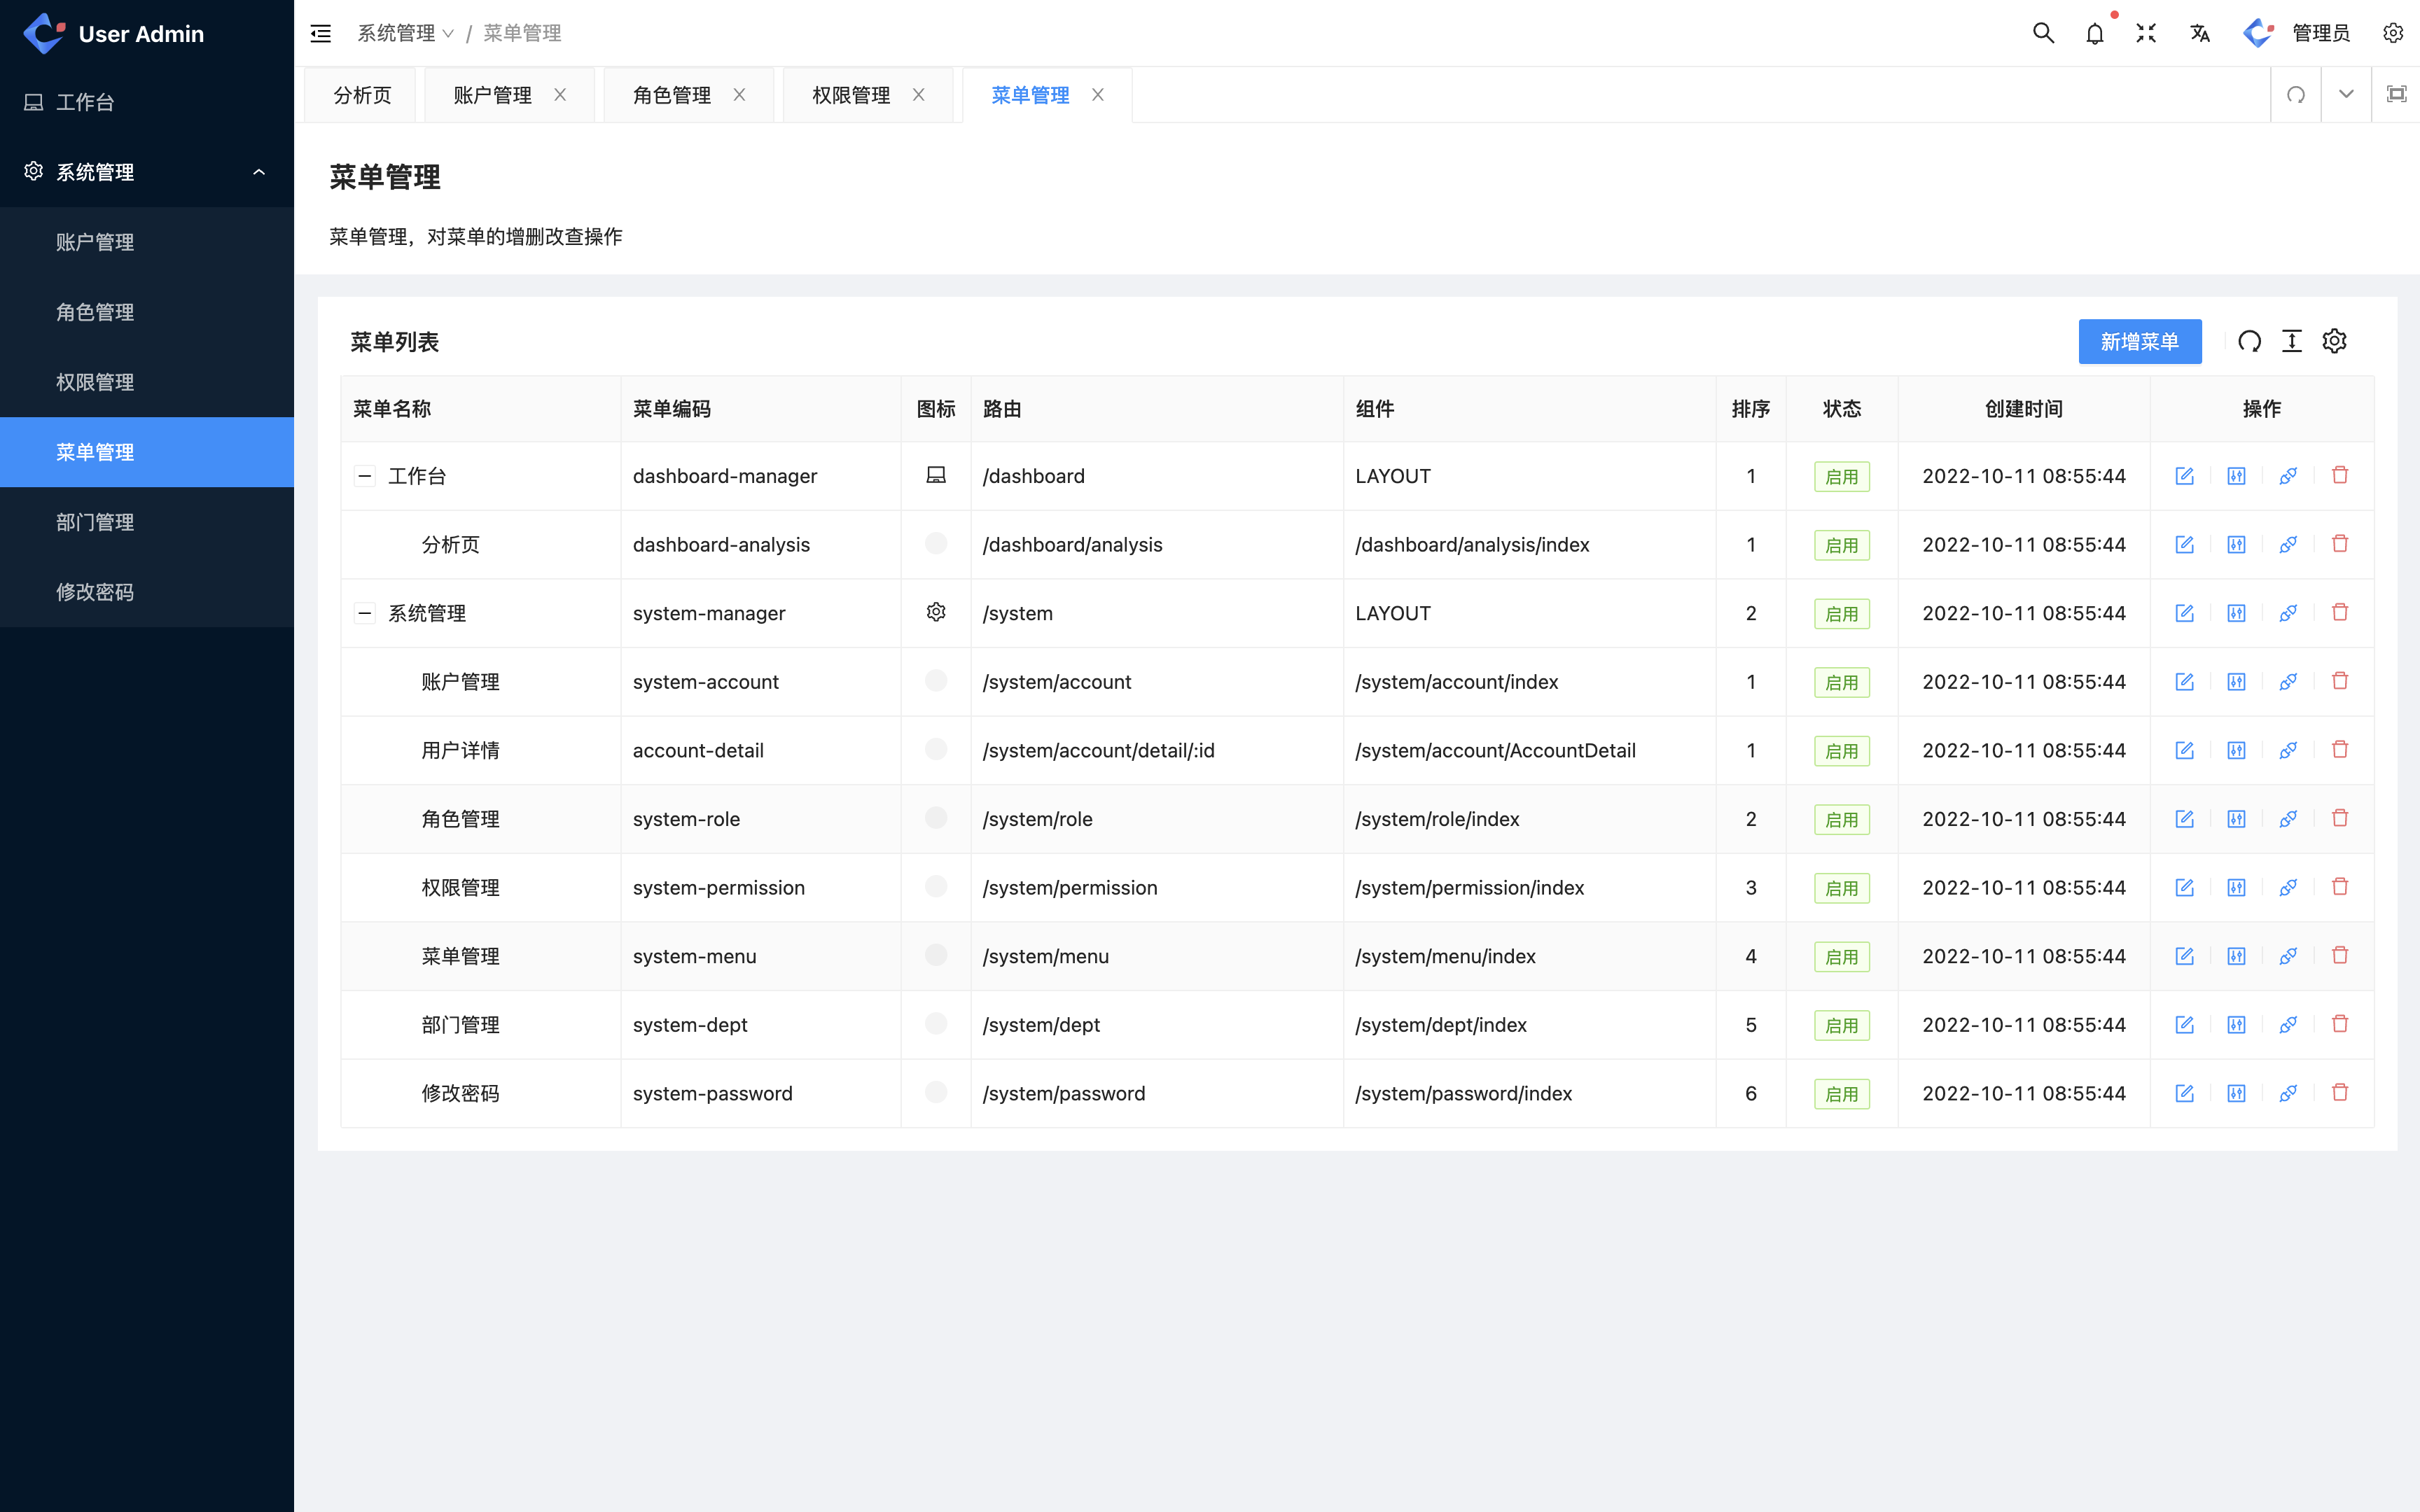 User Admin
工作台
系统管理
账户管理
角色管理
权限管理
菜单管理
部门管理
修改密码
系统管理 / 菜单管理
管理员
分析页 账户管理 角色管理 权限管理 菜单管理
菜单管理
菜单管理，对菜单的增删改查操作
菜单列表
新增菜单
菜单名称 菜单编码 图标 路由 组件 排序 状态 创建时间 操作
工作台 dashboard-manager /dashboard LAYOUT 1 启用 2022-10-11 08:55:44
分析页 dashboard-analysis /dashboard/analysis /dashboard/analysis/index 1 启用 2022-10-11 08:55:44
系统管理 system-manager /system LAYOUT 2 启用 2022-10-11 08:55:44
账户管理 system-account /system/account /system/account/index 1 启用 2022-10-11 08:55:44
用户详情 account-detail /system/account/detail/:id /system/account/AccountDetail 1 启用 2022-10-11 08:55:44
角色管理 system-role /system/role /system/role/index 2 启用 2022-10-11 08:55:44
权限管理 system-permission /system/permission /system/permission/index 3 启用 2022-10-11 08:55:44
菜单管理 system-menu /system/menu /system/menu/index 4 启用 2022-10-11 08:55:44
部门管理 system-dept /system/dept /system/dept/index 5 启用 2022-10-11 08:55:44
修改密码 system-password /system/password /system/password/index 6 启用 2022-10-11 08:55:44